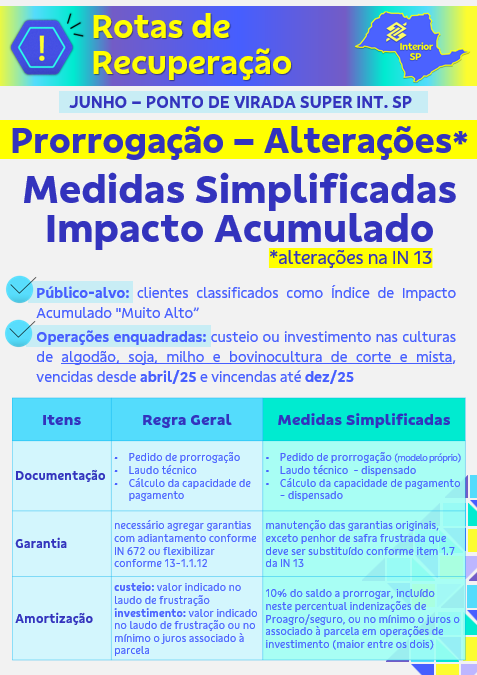 Rotas de
Recuperação
Interior
SP
JUNHO – PONTO DE VIRADA SUPER INT. SP
Prorrogação – Alterações*
Medidas Simplificadas
Impacto Acumulado
*alterações na IN 13
Público-alvo: clientes classificados como Índice de Impacto
Acumulado "Muito Alto”
Operações enquadradas: custeio ou investimento nas culturas
de algodão, soja, milho e bovinocultura de corte e mista,
vencidas desde abril/25 e vincendas até dez/25
Itens
Regra Geral
Medidas Simplificadas
Documentação
• Pedido de prorrogação
• Laudo técnico
• Cálculo da capacidade de
pagamento
• Pedido de prorrogação (modelo próprio)
• Laudo técnico - dispensado
• Cálculo da capacidade de pagamento
- dispensado
Garantia
necessário agregar garantias
com adiantamento conforme
IN 672 ou flexibilizar
conforme 13-1.1.12
manutenção das garantias originais,
exceto penhor de safra frustrada que
deve ser substituído conforme item 1.7
da IN 13
Amortização
custeio: valor indicado no
laudo de frustração
investimento: valor indicado
no laudo de frustração ou no
mínimo o juros associado à
parcela
10% do saldo a prorrogar, incluído
neste percentual indenizações de
Proagro/seguro, ou no mínimo o juros o
associado à parcela em operações de
investimento (maior entre os dois)